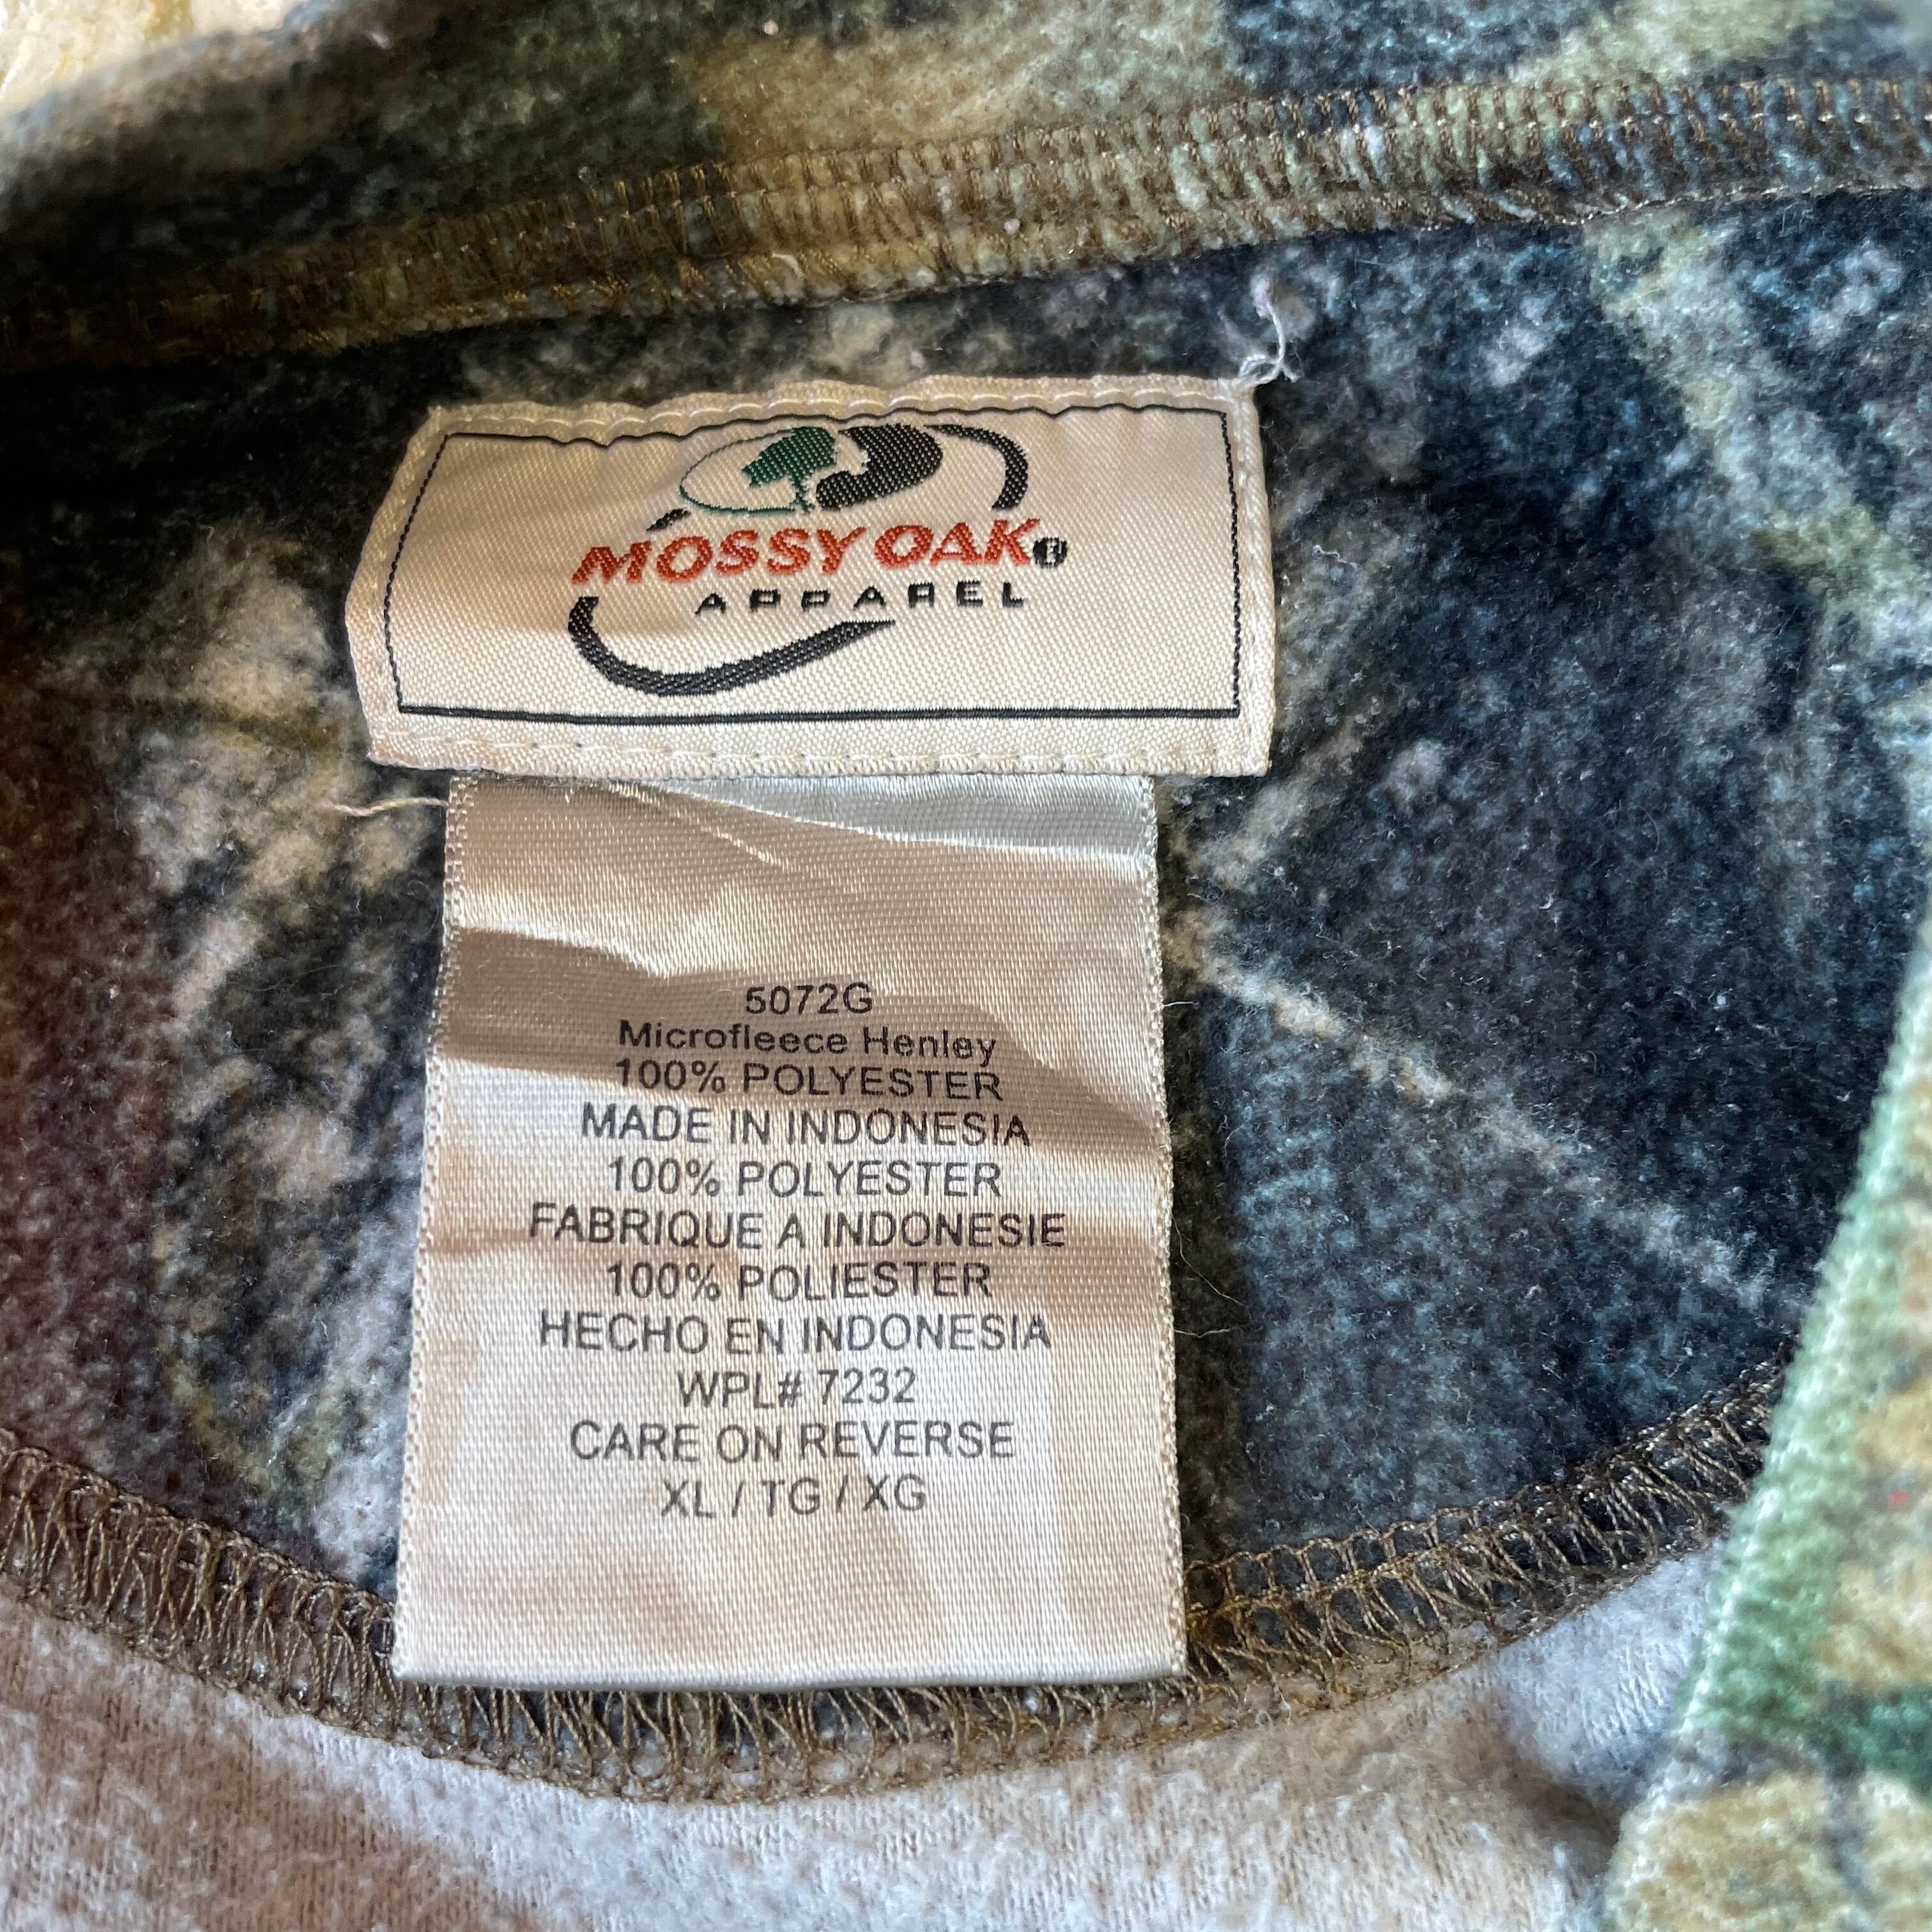 MOSSY OAK®
APPAREL
5072G
Microfleece Henley
100% POLYESTER
MADE IN INDONESIA
100% POLYESTER
FABRIQUE A INDONESIE
100% POLIESTER
HECHO EN INDONESIA
WPL# 7232
CARE ON REVERSE
XL / TG / XG